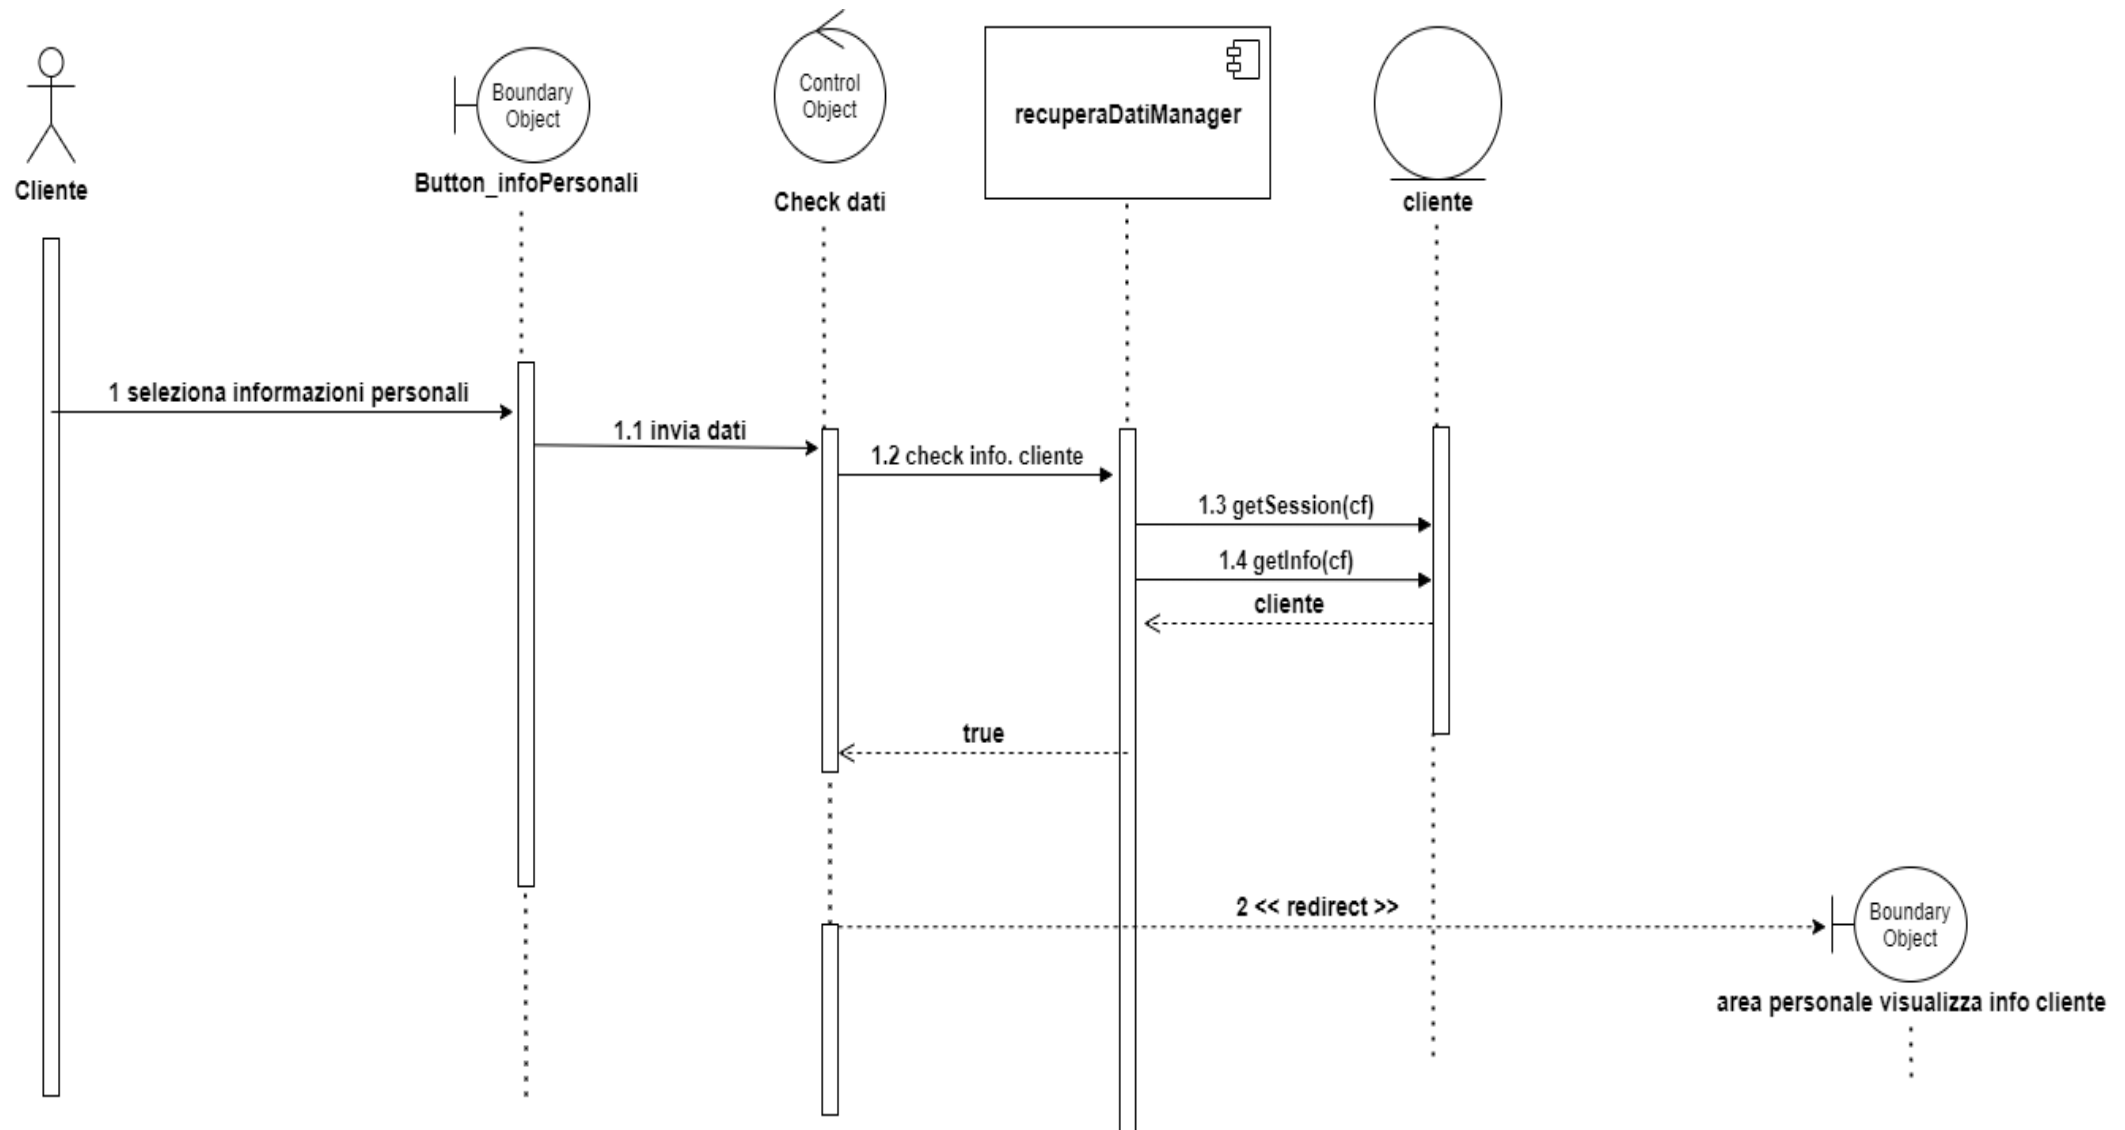 Boundary
Object
Control
Object
recuperaDatiManager
Cliente
Button_infoPersonali
Check dati
cliente
1 seleziona informazioni personali
1.1 invia dati
1.2 check info. cliente
1.3 getSession(cf)
1.4 getInfo(cf)
cliente
true
2 << redirect >>
Boundary
Object
area personale visualizza info cliente